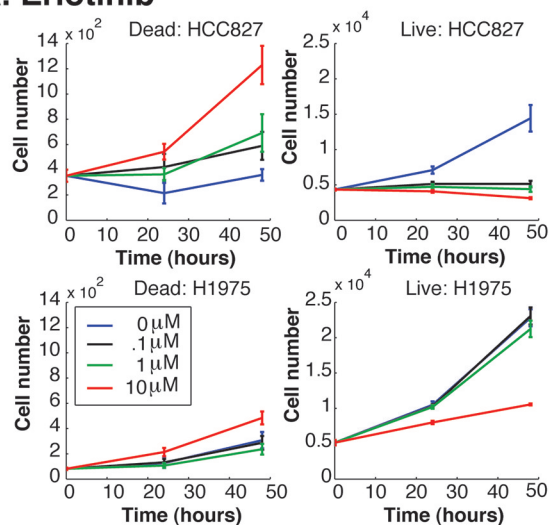 Erlotinib
Dead: HCC827
x 10²
14
12
10
8
6
4
2
0
Cell number
0 10 20 30 40 50
Time (hours)
Live: HCC827
x 10⁴
2.5
2.0
1.5
1.0
0.5
0
Cell number
0 10 20 30 40 50
Time (hours)
Dead: H1975
x 10²
14
12
10
8
6
4
2
0
Cell number
0 µM
.1 µM
1 µM
10 µM
0 10 20 30 40 50
Time (hours)
Live: H1975
x 10⁴
2.5
2.0
1.5
1.0
0.5
0
Cell number
0 10 20 30 40 50
Time (hours)